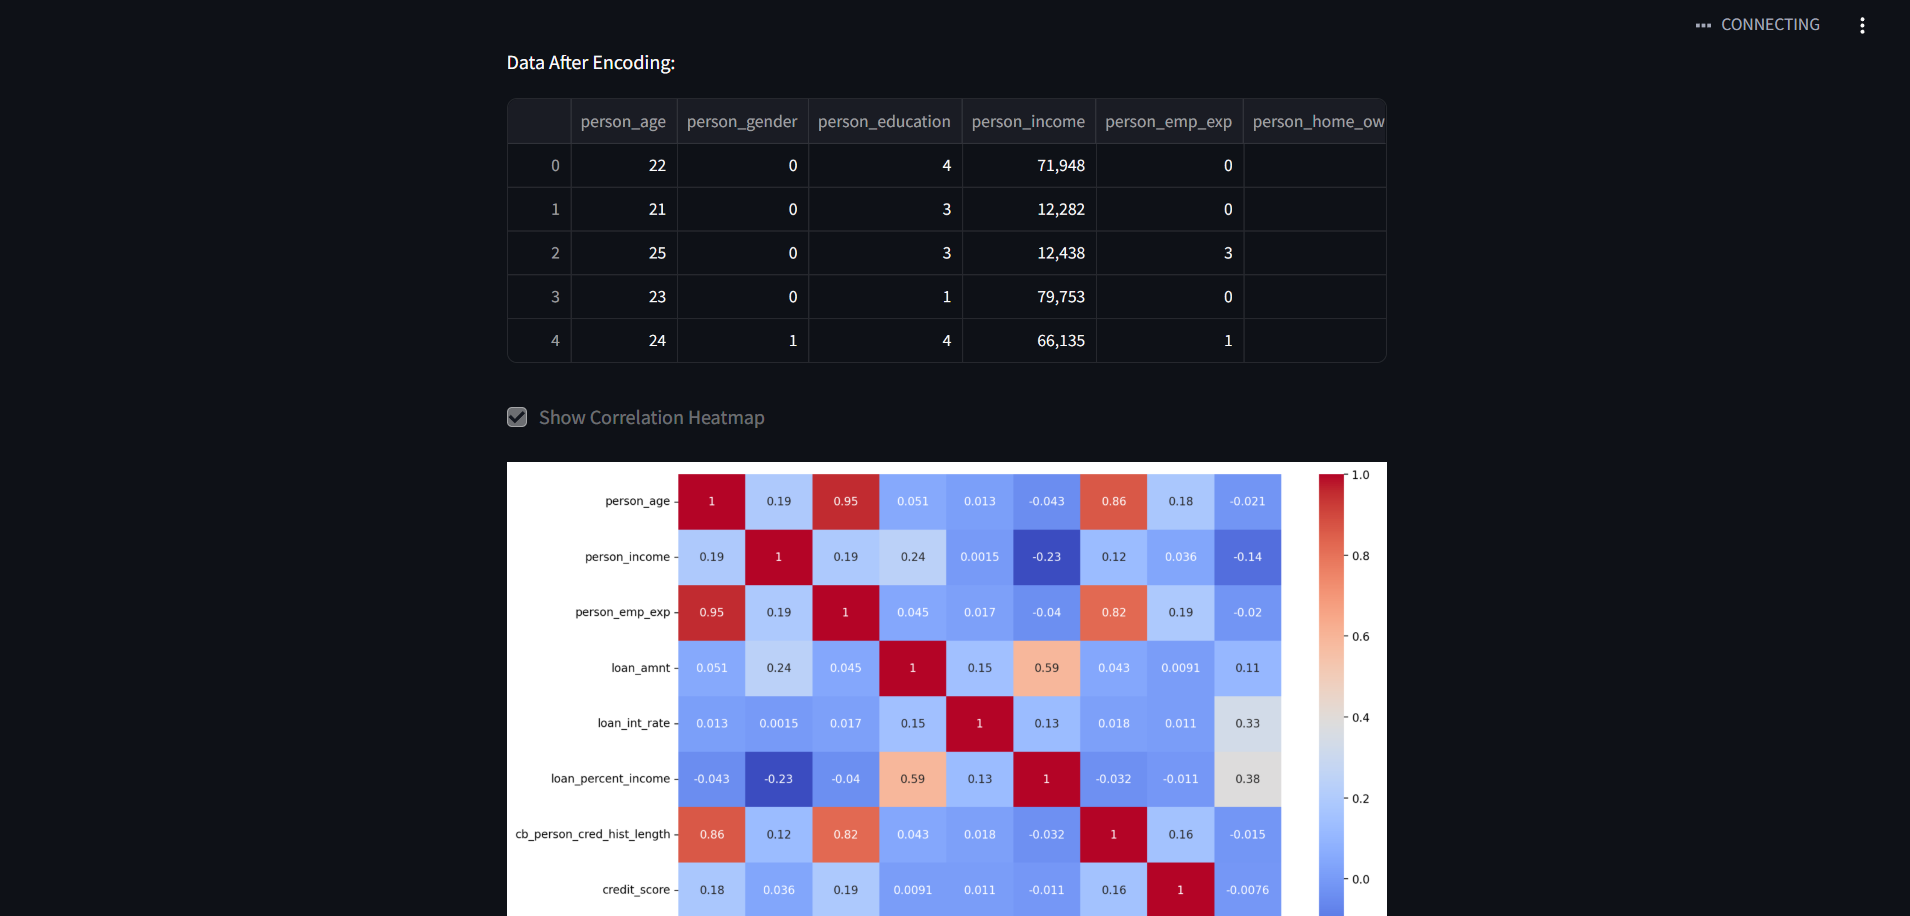 CONNECTING
Data After Encoding:
person_age person_gender person_education person_income person_emp_exp person_home_ow
0 22 0 4 71,948 0
1 21 0 3 12,282 0
2 25 0 3 12,438 3
3 23 0 1 79,753 0
4 24 1 4 66,135 1
Show Correlation Heatmap
person_age 1 0.19 0.95 0.051 0.013 -0.043 0.86 0.18 -0.021 1.0
person_income 0.19 1 0.19 0.24 0.0015 -0.23 0.12 0.036 -0.14 0.8
person_emp_exp 0.95 0.19 1 0.045 0.017 -0.04 0.82 0.19 -0.02 0.6
loan_amnt 0.051 0.24 0.045 1 0.15 0.59 0.043 0.0091 0.11
loan_int_rate 0.013 0.0015 0.017 0.15 1 0.13 0.018 0.011 0.33 0.4
loan_percent_income -0.043 -0.23 -0.04 0.59 0.13 1 -0.032 -0.011 0.38 0.2
cb_person_cred_hist_length 0.86 0.12 0.82 0.043 0.018 -0.032 1 0.16 -0.015
credit_score 0.18 0.036 0.19 0.0091 0.011 -0.011 0.16 1 -0.0076 0.0